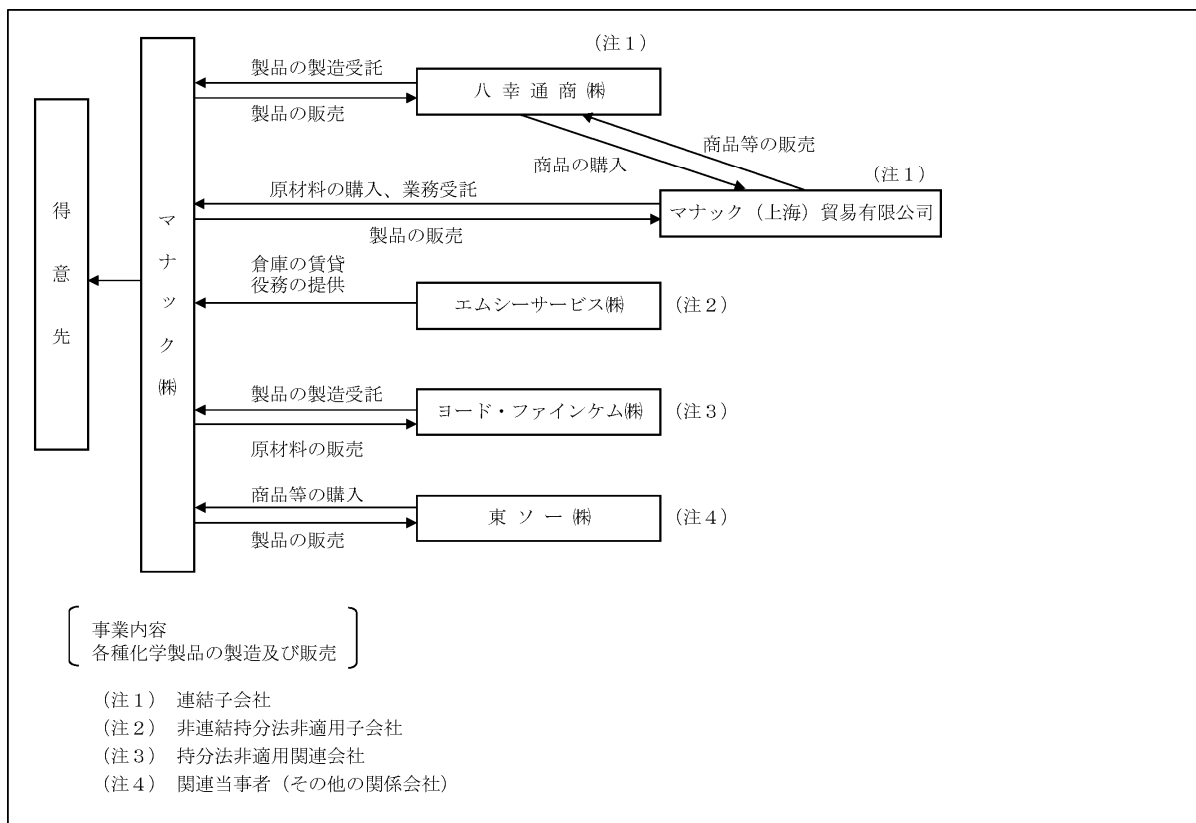 （注１）
製品の製造受託
八幸通商㈱
製品の販売
商品等の販売
商品の購入
（注１）
原材料の購入、業務受託
マナック（上海）貿易有限公司
製品の販売
得意先
マナック㈱
倉庫の賃貸
役務の提供
エムシーサービス㈱
（注２）
製品の製造受託
ヨード・ファインケム㈱
（注３）
原材料の販売
商品等の購入
東ソー㈱
（注４）
製品の販売
事業内容
各種化学製品の製造及び販売
（注１） 連結子会社
（注２） 非連結持分法非適用子会社
（注３） 持分法非適用関連会社
（注４） 関連当事者（その他の関係会社）